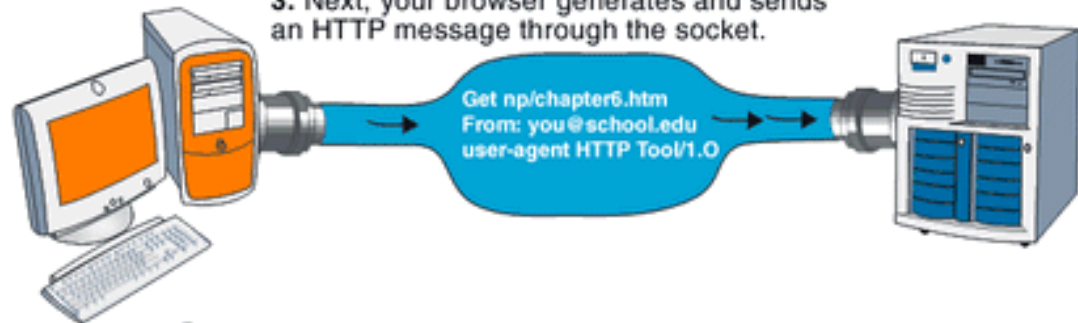 3. Next, your browser generates and sends
an HTTP message through the socket.
Get np/chapter6.htm
From: you@school.edu
user-agent HTTP Tool/1.O